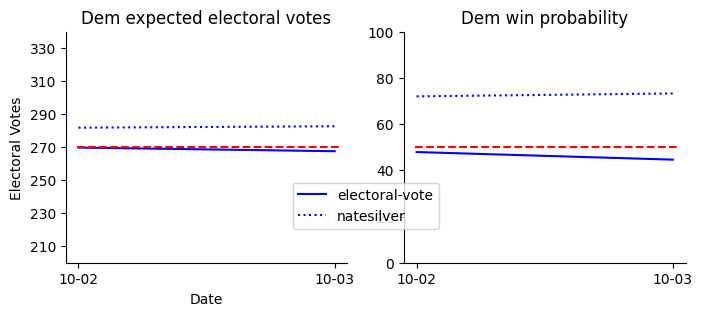 Dem expected electoral votes
Dem win probability
Electoral Votes
330
310
290
270
250
230
210
100
80
60
40
0
electoral-vote
natesilver
10-02
10-03
10-02
10-03
Date